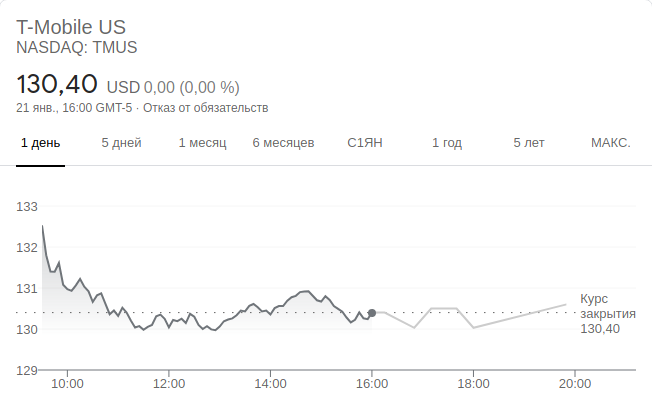 T-Mobile US
NASDAQ: TMUS
130,40 USD 0,00 (0,00 %)
21 янв., 16:00 GMT-5 · Отказ от обязательств
1 день 5 дней 1 месяц 6 месяцев С1ЯН 1 год 5 лет МАКС.
133
132
131
130
129
Курс
закрытия
130,40
10:00 12:00 14:00 16:00 18:00 20:00